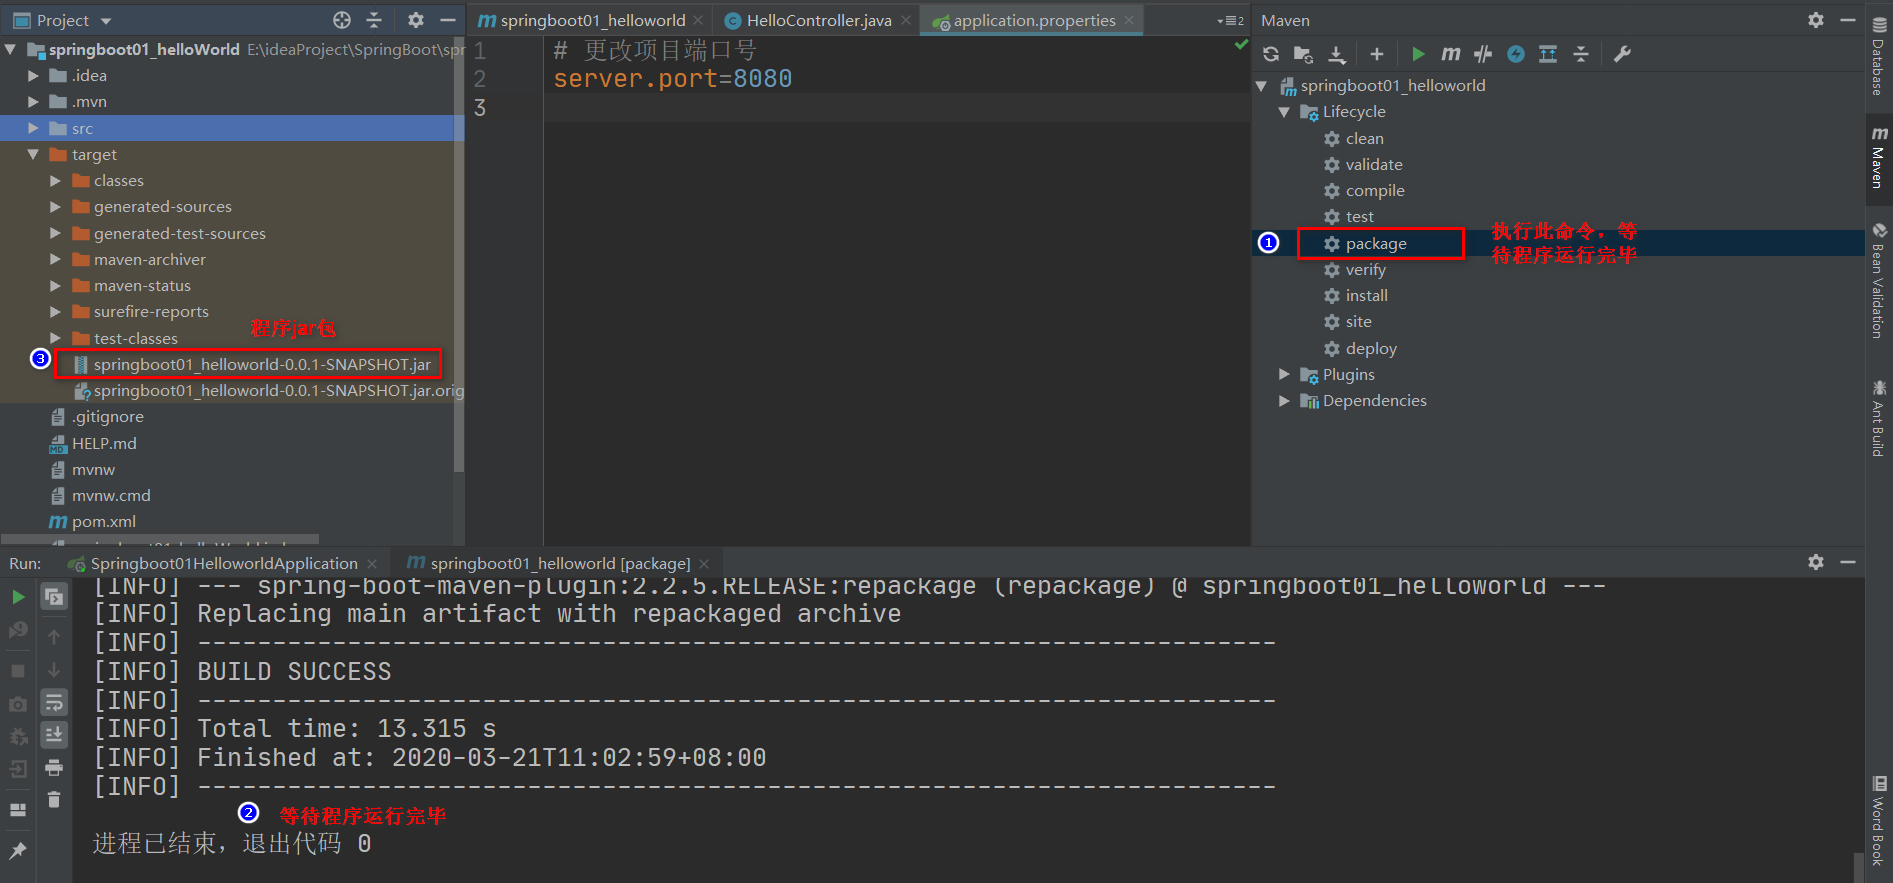 Project
springboot01_helloWorld E:\ideaProject\SpringBoot\spr
.idea
.mvn
src
target
classes
generated-sources
generated-test-sources
maven-archiver
maven-status
surefire-reports
程序jar包
test-classes
3
springboot01_helloworld-0.0.1-SNAPSHOT.jar
springboot01_helloworld-0.0.1-SNAPSHOT.jar.orig
.gitignore
HELP.md
mvnw
mvnw.cmd
pom.xml
springboot01_helloworld
HelloController.java
application.properties
2
1 # 更改项目端口号
2 server.port=8080
3
Maven
springboot01_helloworld
Lifecycle
clean
validate
compile
test
1
package
执行此命令，等
待程序运行完毕
verify
install
site
deploy
Plugins
Dependencies
Database
Maven
Bean Validation
Ant Build
Word Book
Run:
Springboot01HelloworldApplication
springboot01_helloworld [package]
[INFO] --- spring-boot-maven-plugin:2.2.5.RELEASE:repackage (repackage) @ springboot01_helloworld ---
[INFO] Replacing main artifact with repackaged archive
[INFO] ------------------------------------------------------------------------
[INFO] BUILD SUCCESS
[INFO] ------------------------------------------------------------------------
[INFO] Total time: 13.315 s
[INFO] Finished at: 2020-03-21T11:02:59+08:00
[INFO] ------------------------------------------------------------------------
2 等待程序运行完毕
进程已结束，退出代码 0